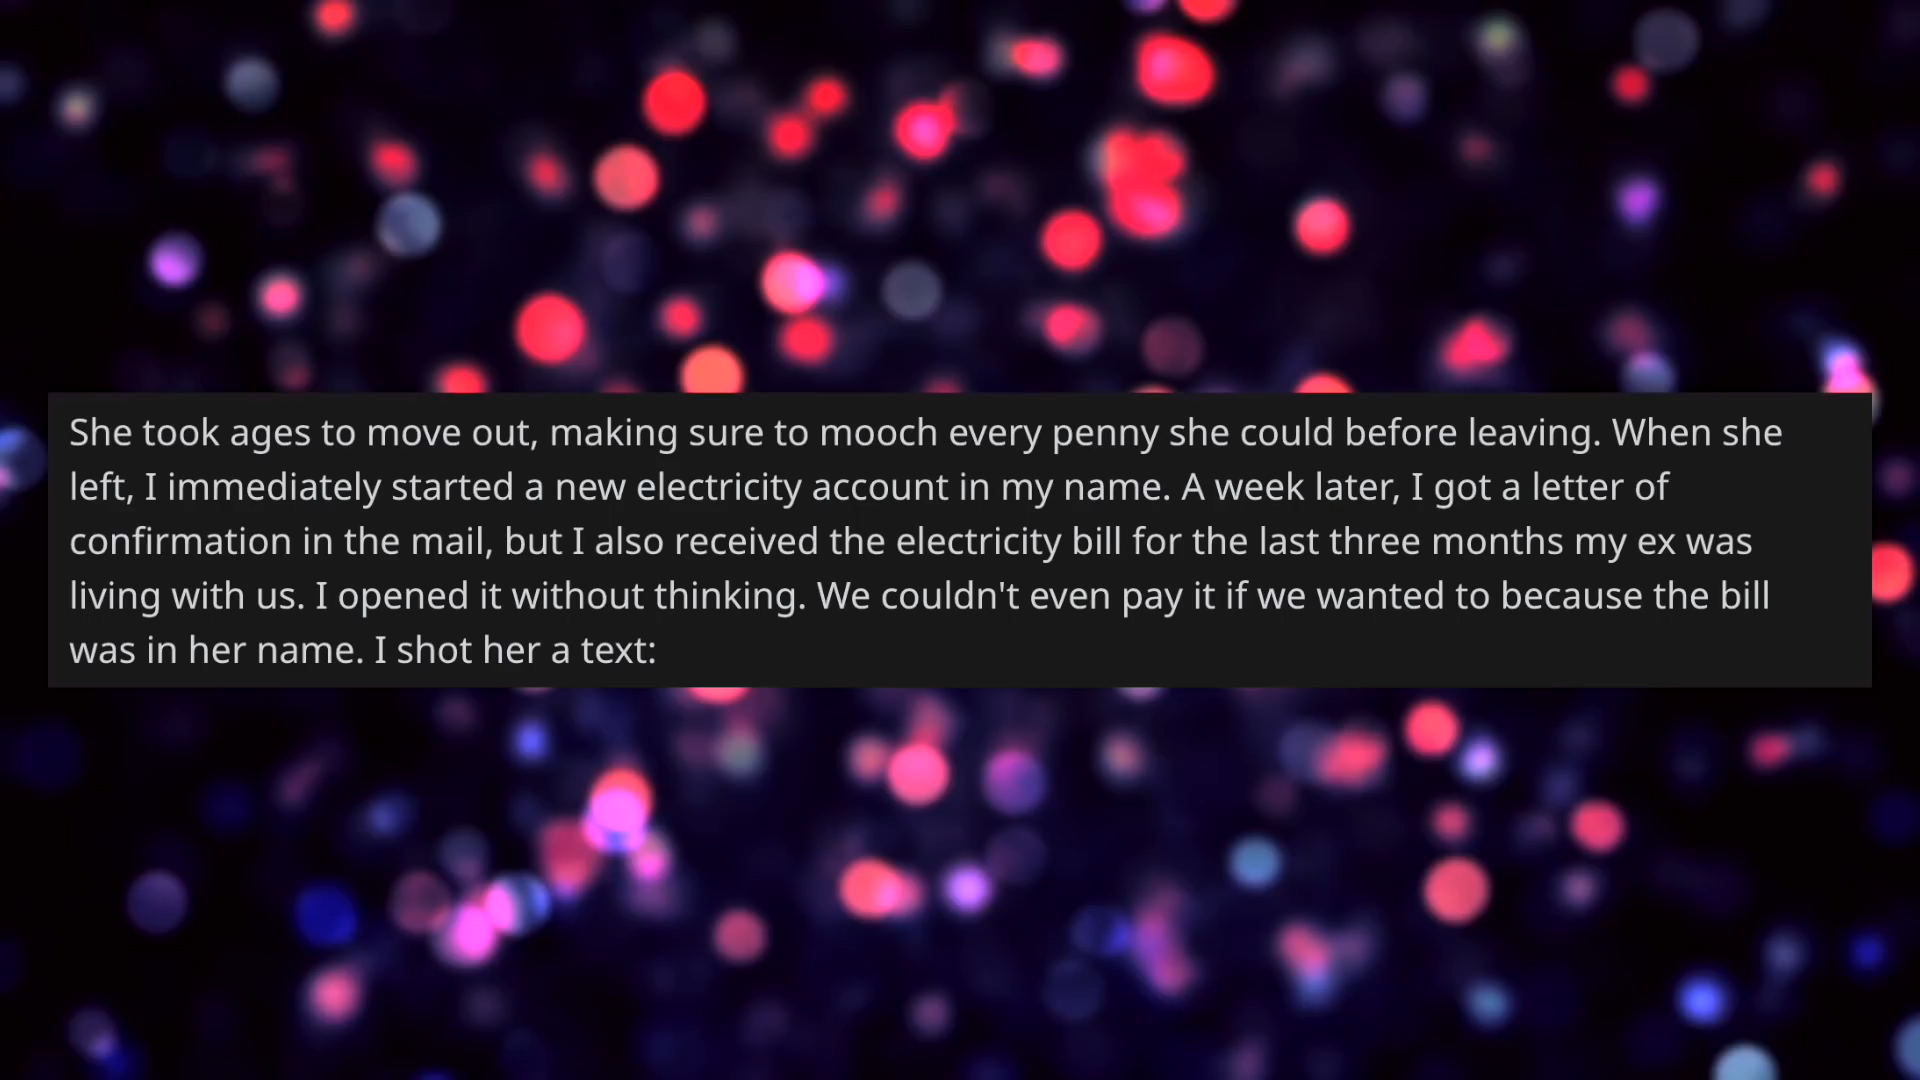 She took ages to move out, making sure to mooch every penny she could before leaving. When she
left, I immediately started a new electricity account in my name. A week later, I got a letter of
confirmation in the mail, but I also received the electricity bill for the last three months my ex was
living with us. I opened it without thinking. We couldn't even pay it if we wanted to because the bill
was in her name. I shot her a text: